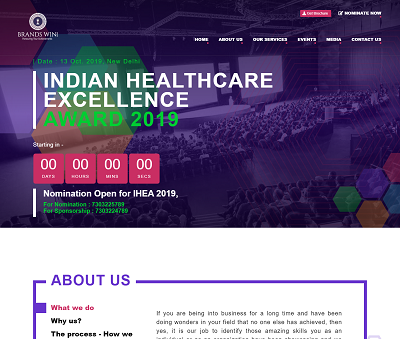 BRANDS WIN!
Get Brochure
NOMINATE NOW
HOME
ABOUT US
OUR SERVICES
EVENTS
MEDIA
CONTACT US
Date : 13 Oct, 2019, New Delhi
INDIAN HEALTHCARE
EXCELLENCE
AWARD 2019
Starting in -
00
00
00
00
DAYS
HOURS
MINS
SECS
Nomination Open for IHEA 2019,
For Nomination : 7303225789
For Sponsorship : 7303224789
ABOUT US
What we do
Why us?
The process - How we
If you are being into business for a long time and have been
doing wonders in your field that no one else has achieved, then
yes, it is our job to identify those amazing skills you as an